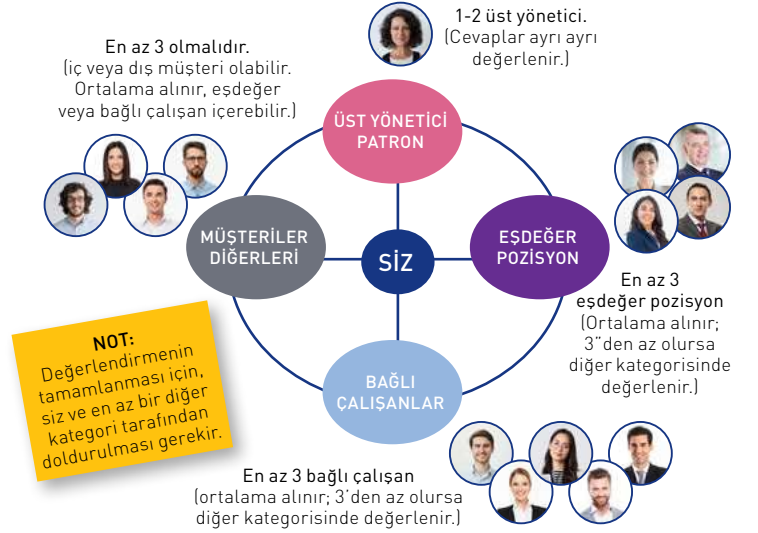 1-2 üst yönetici.
(Cevaplar ayrı ayrı
değerlenir.)
En az 3 olmalıdır.
(iç veya dış müşteri olabilir.
Ortalama alınır, eşdeğer
veya bağlı çalışan içerebilir.)
ÜST YÖNETİCİ
PATRON
MÜŞTERİLER
DİĞERLERİ
SİZ
EŞDEĞER
POZİSYON
En az 3
eşdeğer pozisyon
(Ortalama alınır;
3”den az olursa
diğer kategorisinde
değerlenir.)
NOT:
Değerlendirmenin
tamamlanması için,
siz ve en az bir diğer
kategori tarafından
doldurulması gerekir.
BAĞLI
ÇALIŞANLAR
En az 3 bağlı çalışan
(ortalama alınır; 3’den az olursa
diğer kategorisinde değerlenir.)